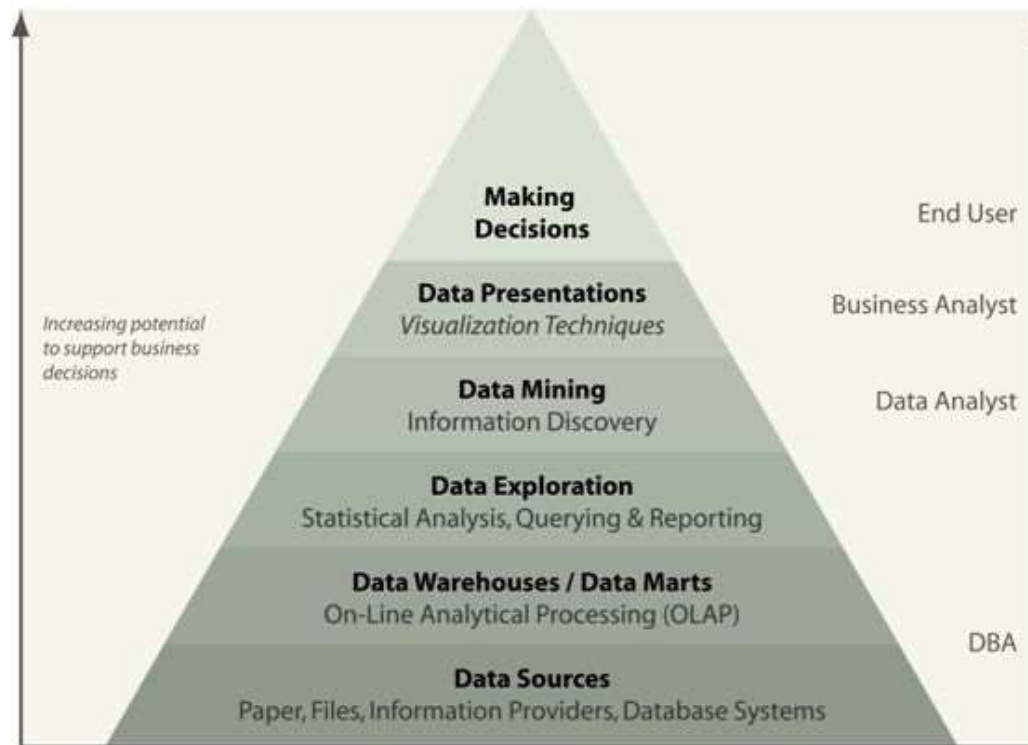 Making
Decisions
End User
Data Presentations
Visualization Techniques
Business Analyst
Increasing potential
to support business
decisions
Data Mining
Information Discovery
Data Analyst
Data Exploration
Statistical Analysis, Querying & Reporting
Data Warehouses / Data Marts
On-Line Analytical Processing (OLAP)
DBA
Data Sources
Paper, Files, Information Providers, Database Systems